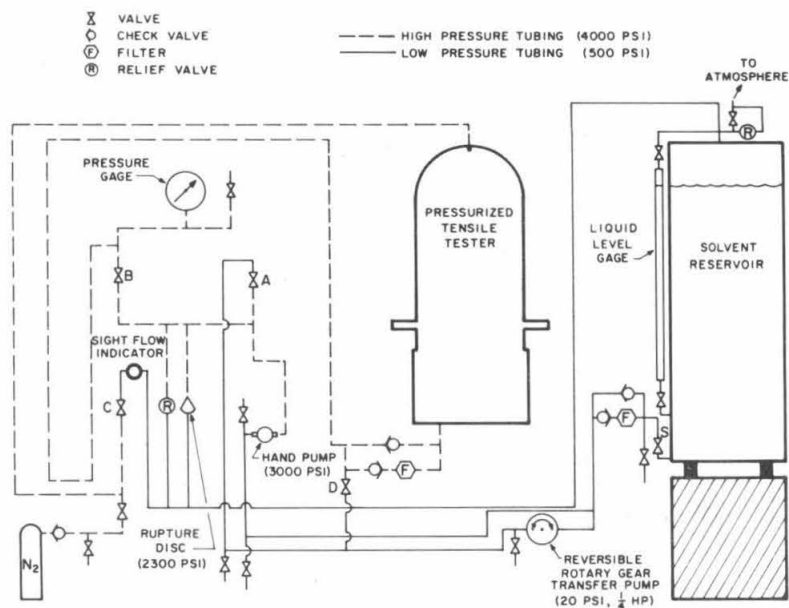 VALVE
CHECK VALVE
F FILTER
R RELIEF VALVE
HIGH PRESSURE TUBING (4000 PSI)
LOW PRESSURE TUBING (500 PSI)
TO
ATMOSPHERE
R
PRESSURE
GAGE
PRESSURIZED
TENSILE
TESTER
LIQUID
LEVEL
GAGE
SOLVENT
RESERVOIR
B
A
SIGHT FLOW
INDICATOR
C
R
HAND PUMP
(3000 PSI)
F
D
F
S
N2
RUPTURE
DISC
(2300 PSI)
REVERSIBLE
ROTARY GEAR
TRANSFER PUMP
(20 PSI, 1/4 HP)